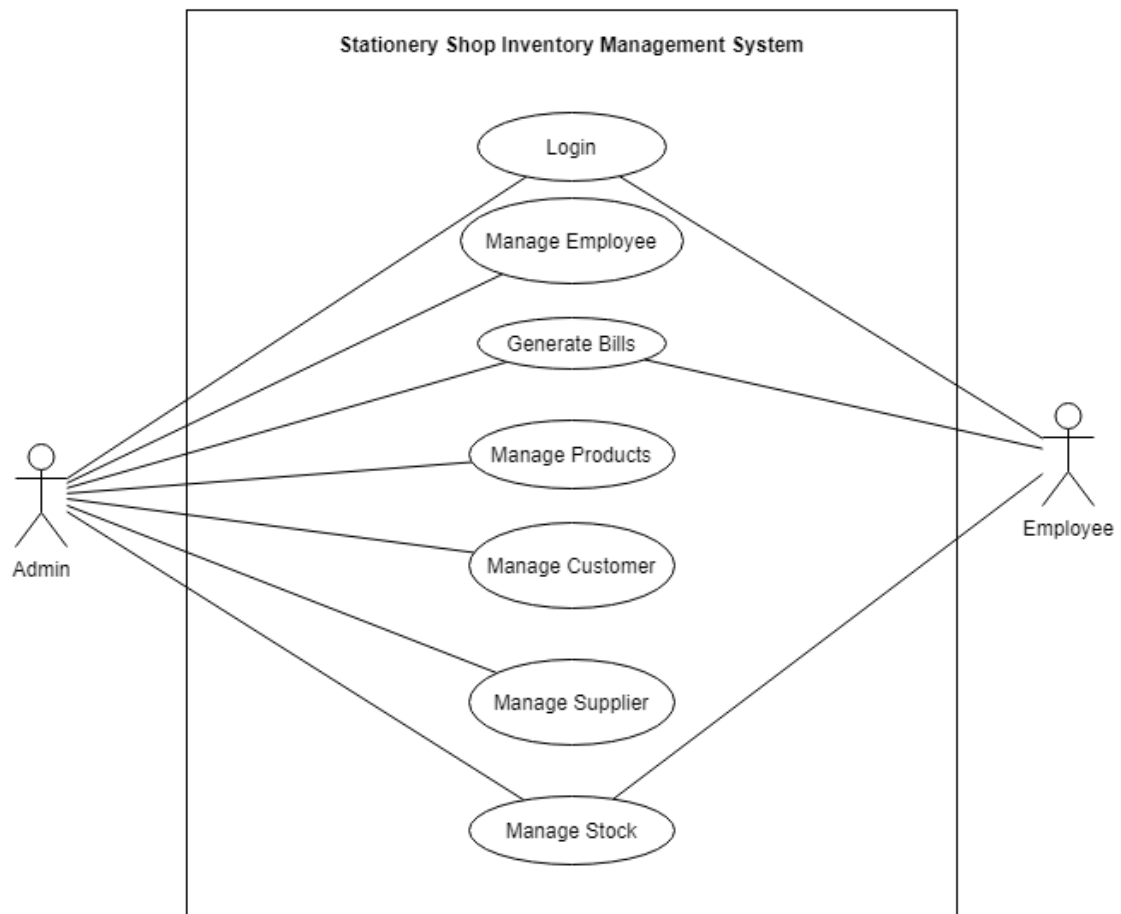 Stationery Shop Inventory Management System
Login
Manage Employee
Generate Bills
Manage Products
Manage Customer
Manage Supplier
Manage Stock
Admin
Employee